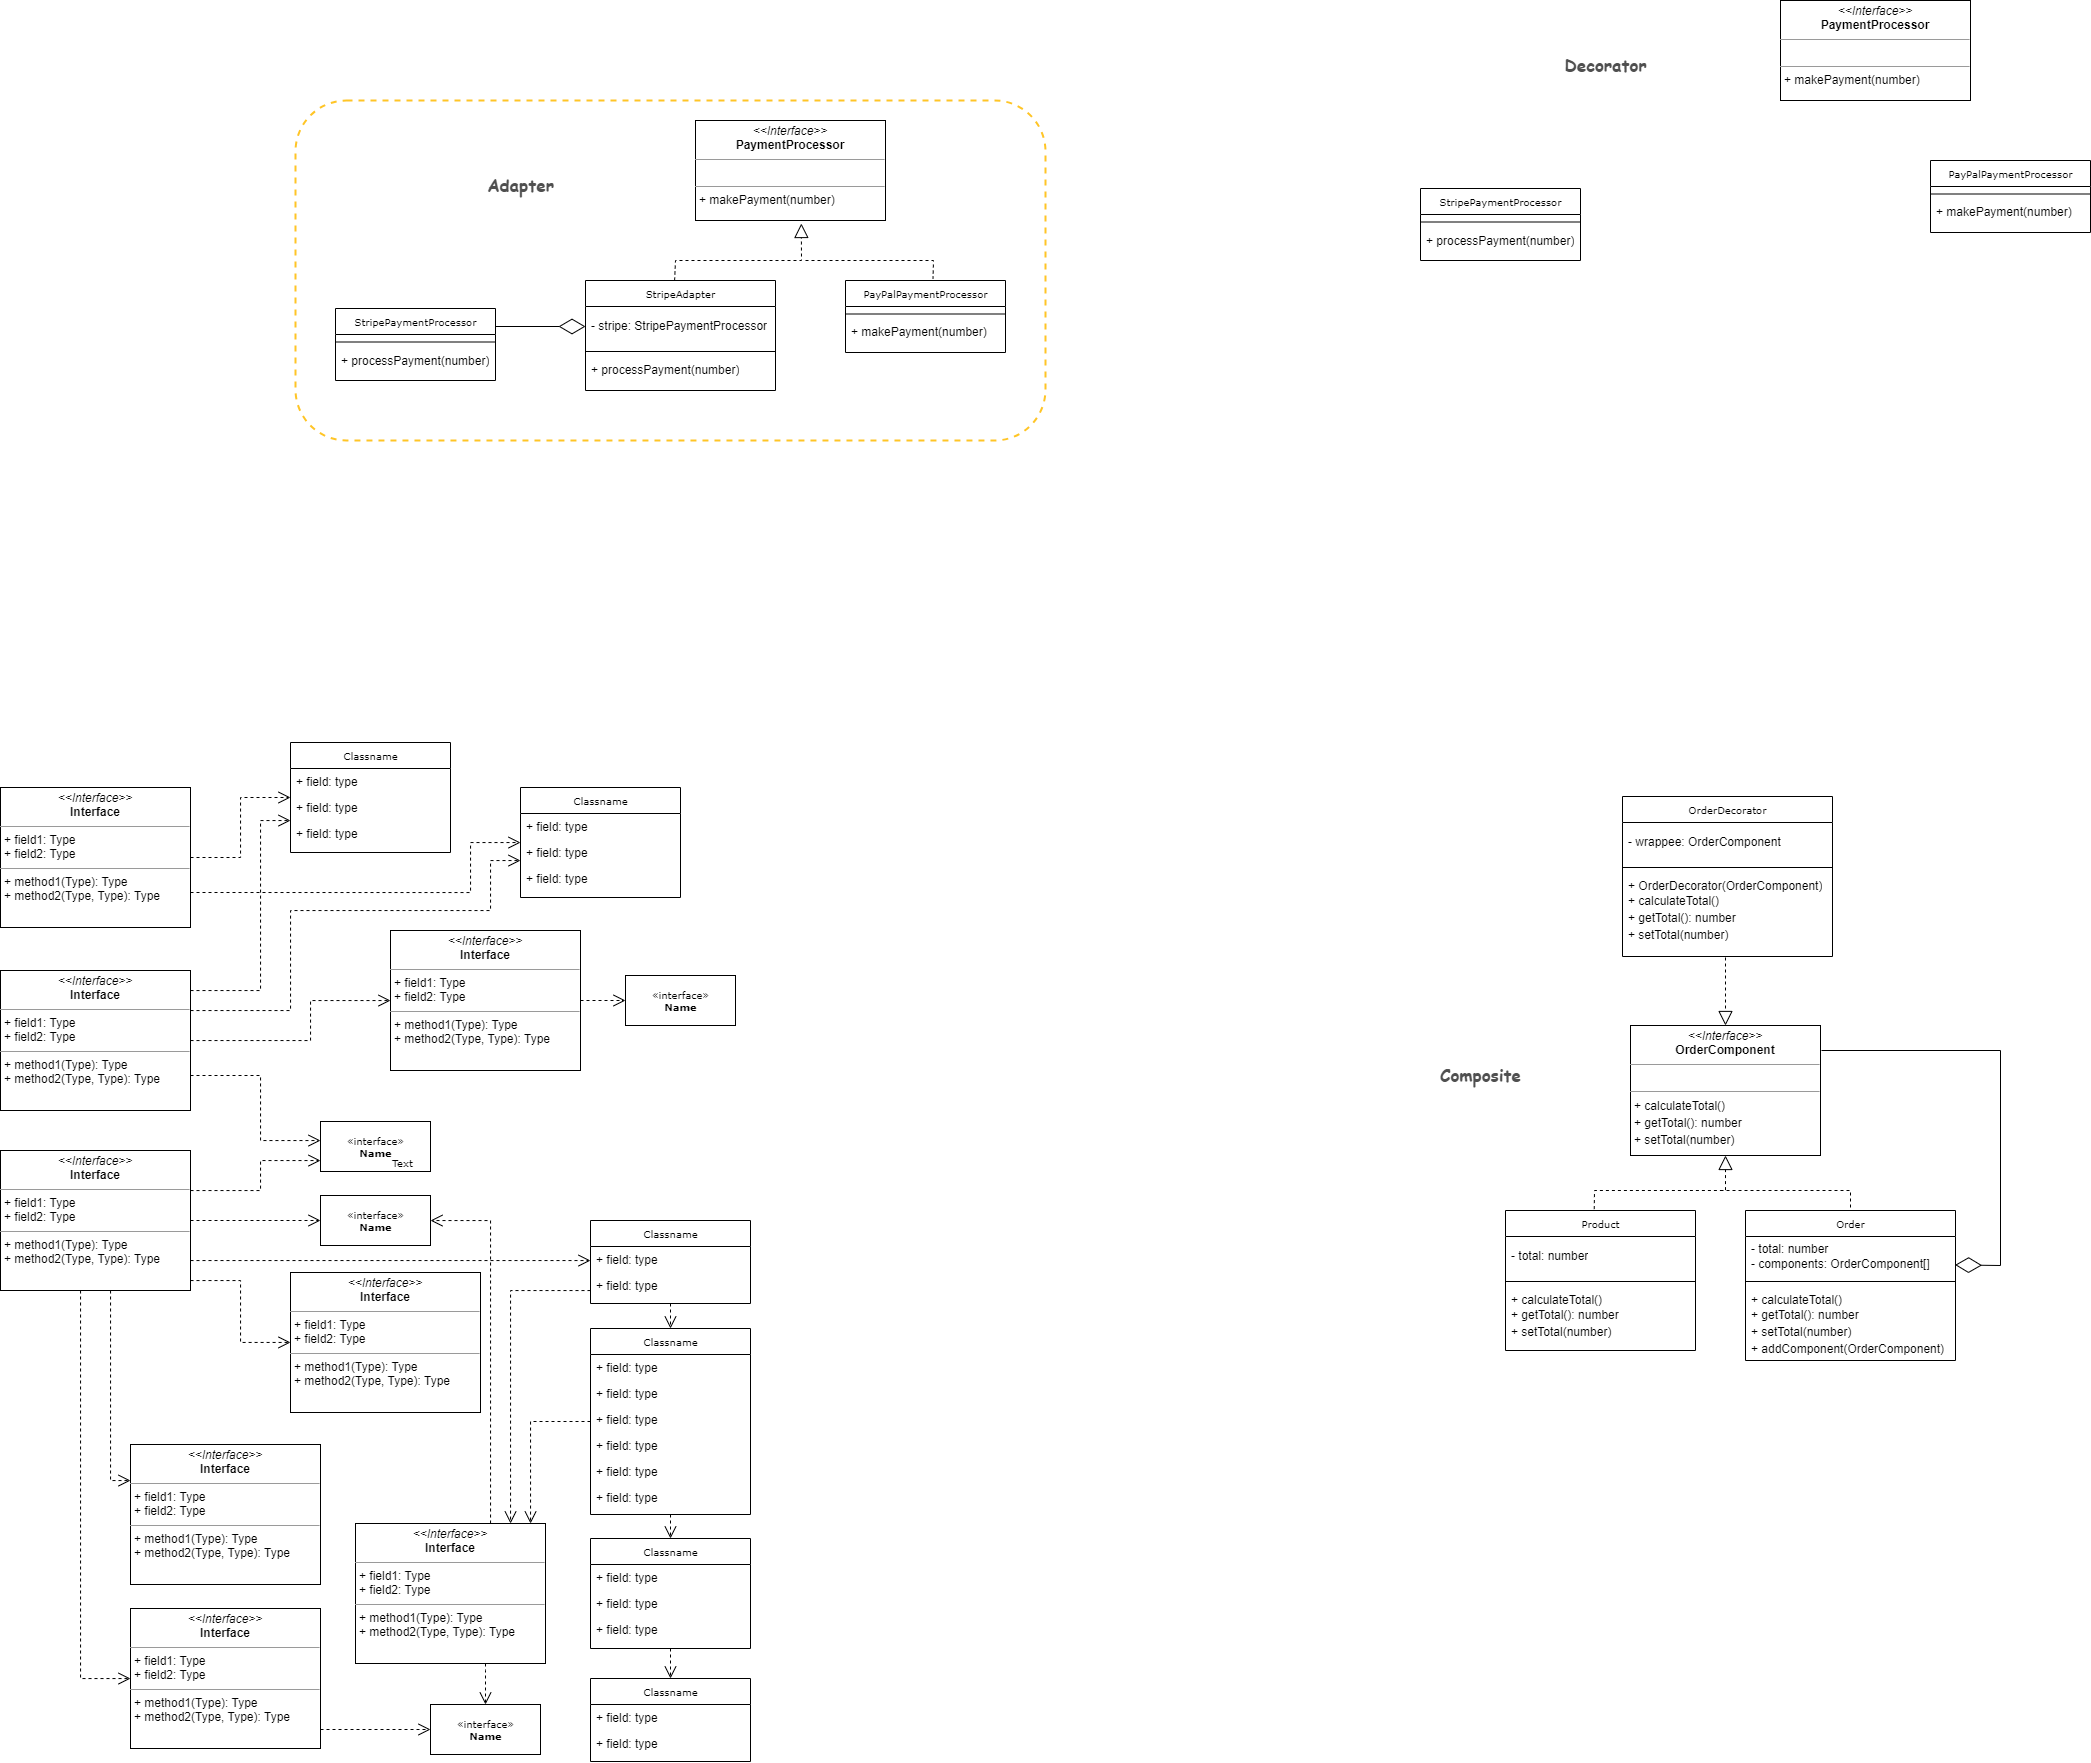 <<Interface>>
PaymentProcessor
+ makePayment(number)
Decorator
StripePaymentProcessor
+ processPayment(number)
PayPalPaymentProcessor
+ makePayment(number)
Adapter
<<Interface>>
PaymentProcessor
+ makePayment(number)
StripePaymentProcessor
+ processPayment(number)
StripeAdapter
- stripe: StripePaymentProcessor
+ processPayment(number)
PayPalPaymentProcessor
+ makePayment(number)
<<Interface>>
Interface
+ field1: Type
+ field2: Type
+ method1(Type): Type
+ method2(Type, Type): Type
Classname
+ field: type
+ field: type
+ field: type
Classname
+ field: type
+ field: type
+ field: type
<<Interface>>
Interface
+ field1: Type
+ field2: Type
+ method1(Type): Type
+ method2(Type, Type): Type
<<Interface>>
Interface
+ field1: Type
+ field2: Type
+ method1(Type): Type
+ method2(Type, Type): Type
«interface»
Name
«interface»
Name
Text
<<Interface>>
Interface
+ field1: Type
+ field2: Type
+ method1(Type): Type
+ method2(Type, Type): Type
«interface»
Name
<<Interface>>
Interface
+ field1: Type
+ field2: Type
+ method1(Type): Type
+ method2(Type, Type): Type
Classname
+ field: type
+ field: type
Classname
+ field: type
+ field: type
+ field: type
+ field: type
+ field: type
+ field: type
<<Interface>>
Interface
+ field1: Type
+ field2: Type
+ method1(Type): Type
+ method2(Type, Type): Type
<<Interface>>
Interface
+ field1: Type
+ field2: Type
+ method1(Type): Type
+ method2(Type, Type): Type
Classname
+ field: type
+ field: type
+ field: type
<<Interface>>
Interface
+ field1: Type
+ field2: Type
+ method1(Type): Type
+ method2(Type, Type): Type
«interface»
Name
Classname
+ field: type
+ field: type
OrderDecorator
- wrappee: OrderComponent
+ OrderDecorator(OrderComponent)
+ calculateTotal()
+ getTotal(): number
+ setTotal(number)
Composite
<<Interface>>
OrderComponent
+ calculateTotal()
+ getTotal(): number
+ setTotal(number)
Product
- total: number
+ calculateTotal()
+ getTotal(): number
+ setTotal(number)
Order
- total: number
- components: OrderComponent[]
+ calculateTotal()
+ getTotal(): number
+ setTotal(number)
+ addComponent(OrderComponent)